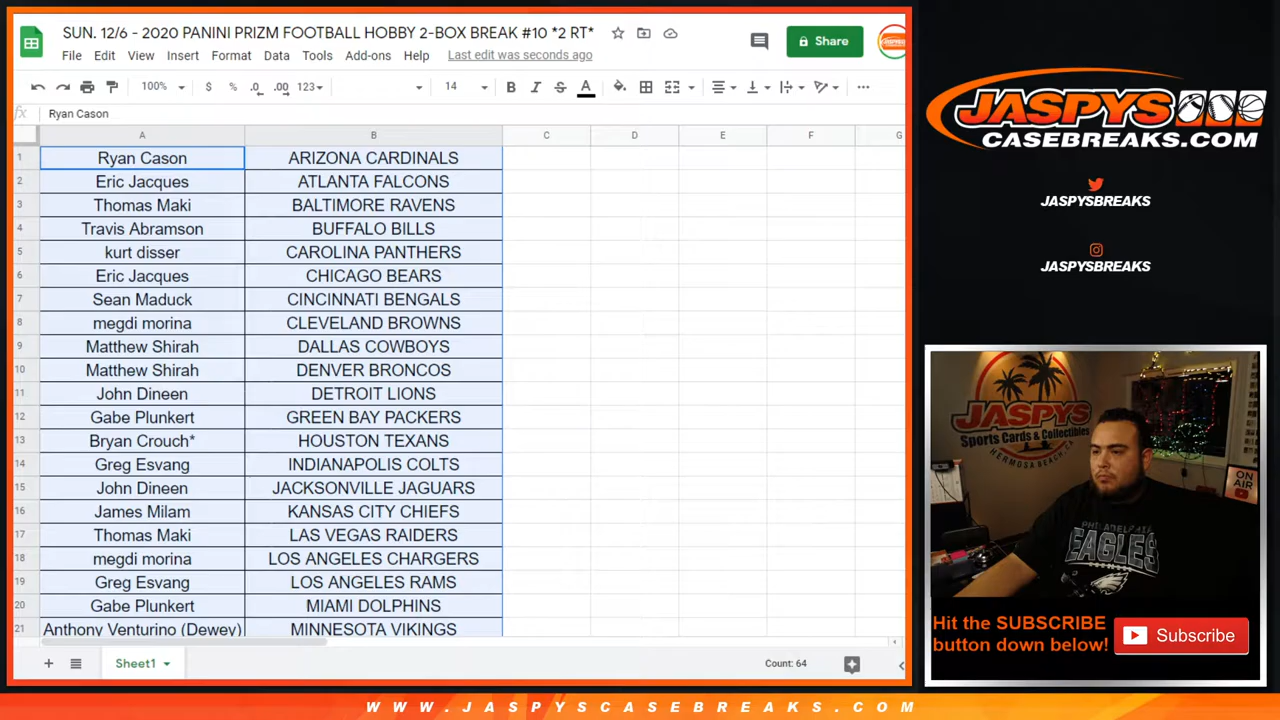 SUN. 12/6 - 2020 PANINI PRIZM FOOTBALL HOBBY 2-BOX BREAK #10 *2 RT*
File Edit View Insert Format Data Tools Add-ons Help Last edit was seconds ago
Share
100% $ % .0 .00 123 14 B I S A
fx Ryan Cason
A B C D E F G
1 Ryan Cason ARIZONA CARDINALS
2 Eric Jacques ATLANTA FALCONS
3 Thomas Maki BALTIMORE RAVENS
4 Travis Abramson BUFFALO BILLS
5 kurt disser CAROLINA PANTHERS
6 Eric Jacques CHICAGO BEARS
7 Sean Maduck CINCINNATI BENGALS
8 megdi morina CLEVELAND BROWNS
9 Matthew Shirah DALLAS COWBOYS
10 Matthew Shirah DENVER BRONCOS
11 John Dineen DETROIT LIONS
12 Gabe Plunkert GREEN BAY PACKERS
13 Bryan Crouch* HOUSTON TEXANS
14 Greg Esvang INDIANAPOLIS COLTS
15 John Dineen JACKSONVILLE JAGUARS
16 James Milam KANSAS CITY CHIEFS
17 Thomas Maki LAS VEGAS RAIDERS
18 megdi morina LOS ANGELES CHARGERS
19 Greg Esvang LOS ANGELES RAMS
20 Gabe Plunkert MIAMI DOLPHINS
21 Anthony Venturino (Dewey) MINNESOTA VIKINGS
Sheet1
Count: 64
JASPYS
CASEBREAKS.COM
JASPYSBREAKS
JASPYSBREAKS
JASPYS
Sports Cards & Collectibles
HERMOSA BEACH, CA
ON
AIR
PHILADELPHIA
EAGLES
Hit the SUBSCRIBE
button down below!
Subscribe
WWW.JASPYSCASEBREAKS.COM